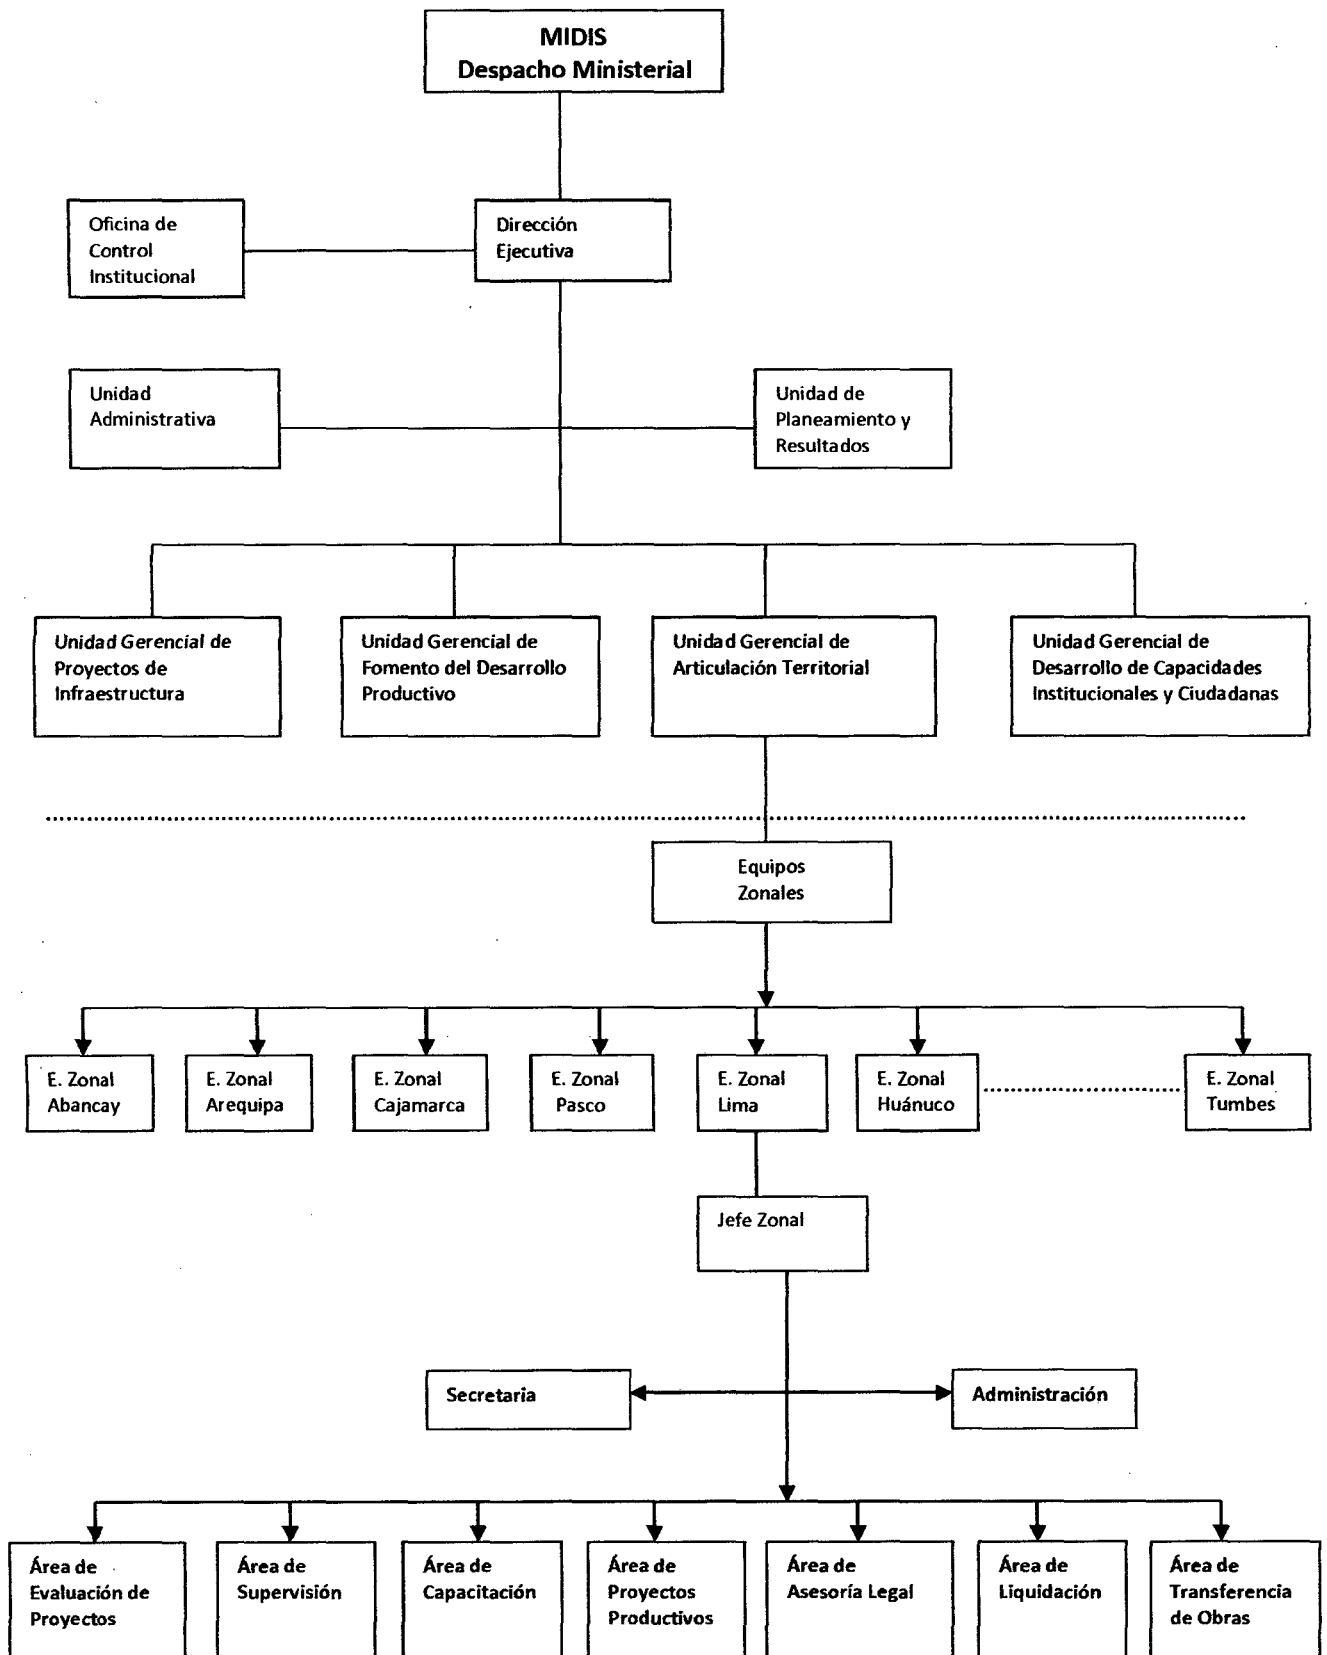 MIDIS
Despacho Ministerial
Oficina de
Control
Institucional
Dirección
Ejecutiva
Unidad
Administrativa
Unidad de
Planeamiento y
Resultados
Unidad Gerencial de
Proyectos de
Infraestructura
Unidad Gerencial de
Fomento del Desarrollo
Productivo
Unidad Gerencial de
Articulación Territorial
Unidad Gerencial de
Desarrollo de Capacidades
Institucionales y Ciudadanas
Equipos
Zonales
E. Zonal
Abancay
E. Zonal
Arequipa
E. Zonal
Cajamarca
E. Zonal
Pasco
E. Zonal
Lima
E. Zonal
Huánuco
E. Zonal
Tumbes
Jefe Zonal
Secretaria
Administración
Área de
Evaluación de
Proyectos
Área de
Supervisión
Área de
Capacitación
Área de
Proyectos
Productivos
Área de
Asesoría Legal
Área de
Liquidación
Área de
Transferencia
de Obras